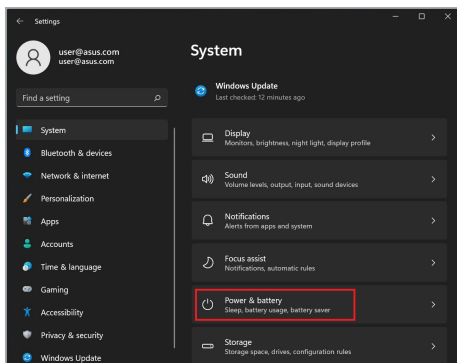 Settings
user@asus.com
user@asus.com
Find a setting
System
Bluetooth & devices
Network & internet
Personalization
Apps
Accounts
Time & language
Gaming
Accessibility
Privacy & security
Windows Update
System
Windows Update
Last checked: 12 minutes ago
Display
Monitors, brightness, night light, display profile
Sound
Volume levels, output, input, sound devices
Notifications
Alerts from apps and system
Focus assist
Notifications, automatic rules
Power & battery
Sleep, battery usage, battery saver
Storage
Storage space, drives, configuration rules